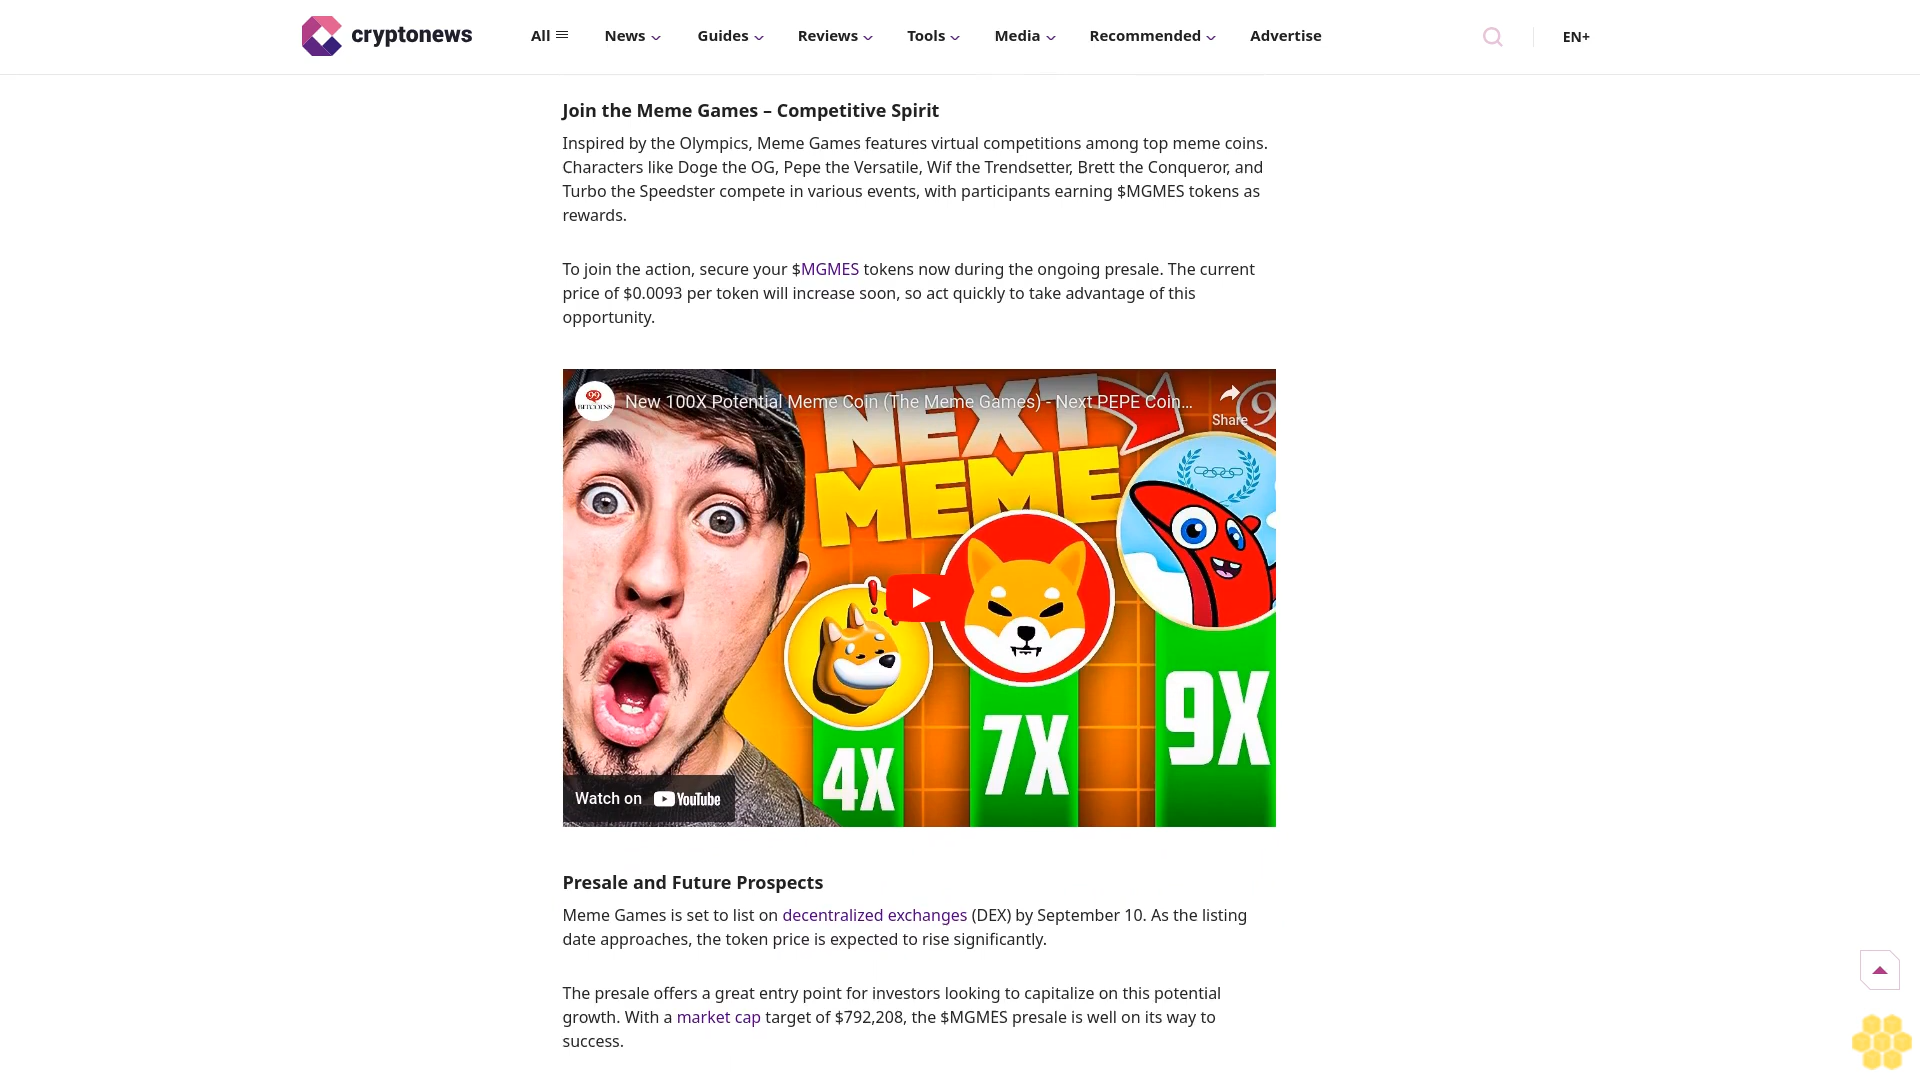 cryptonews
All
News
Guides
Reviews
Tools
Media
Recommended
Advertise
EN+
Join the Meme Games – Competitive Spirit
Inspired by the Olympics, Meme Games features virtual competitions among top meme coins.
Characters like Doge the OG, Pepe the Versatile, Wif the Trendsetter, Brett the Conqueror, and
Turbo the Speedster compete in various events, with participants earning $MGMES tokens as
rewards.
To join the action, secure your $MGMES tokens now during the ongoing presale. The current
price of $0.0093 per token will increase soon, so act quickly to take advantage of this
opportunity.
99
BITCOINS
New 100X Potential Meme Coin (The Meme Games) - Next PEPE Coin...
Share
NEXT
MEME
4X
7X
9X
Watch on YouTube
Presale and Future Prospects
Meme Games is set to list on decentralized exchanges (DEX) by September 10. As the listing
date approaches, the token price is expected to rise significantly.
The presale offers a great entry point for investors looking to capitalize on this potential
growth. With a market cap target of $792,208, the $MGMES presale is well on its way to
success.